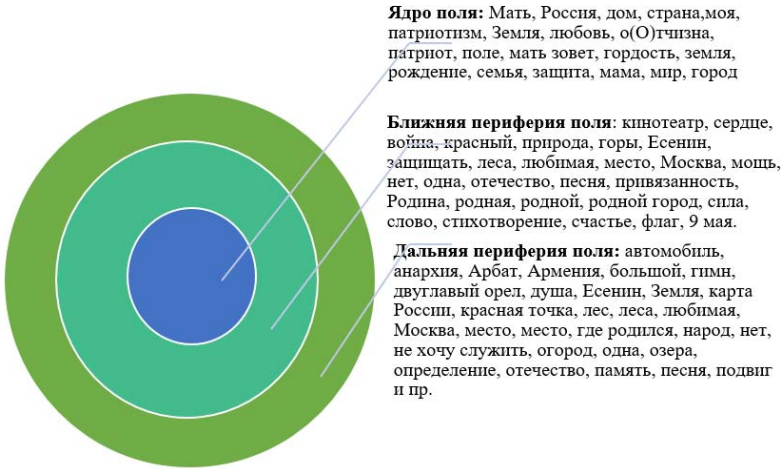 Ядро поля: Мать, Россия, дом, страна,моя,
патриотизм, Земля, любовь, о(О)тчизна,
патриот, поле, мать зовет, гордость, земля,
рождение, семья, защита, мама, мир, город
Ближняя периферия поля: кинотеатр, сердце,
война, красный, природа, горы, Есенин,
защищать, леса, любимая, место, Москва, мощь,
нет, одна, отечество, песня, привязанность,
Родина, родная, родной, родной город, сила,
слово, стихотворение, счастье, флаг, 9 мая.
Дальняя периферия поля: автомобиль,
анархия, Арбат, Армения, большой, гимн,
двуглавый орел, душа, Есенин, Земля, карта
России, красная точка, лес, леса, любимая,
Москва, место, место, где родился, народ, нет,
не хочу служить, огород, одна, озера,
определение, отечество, память, песня, подвиг
и пр.